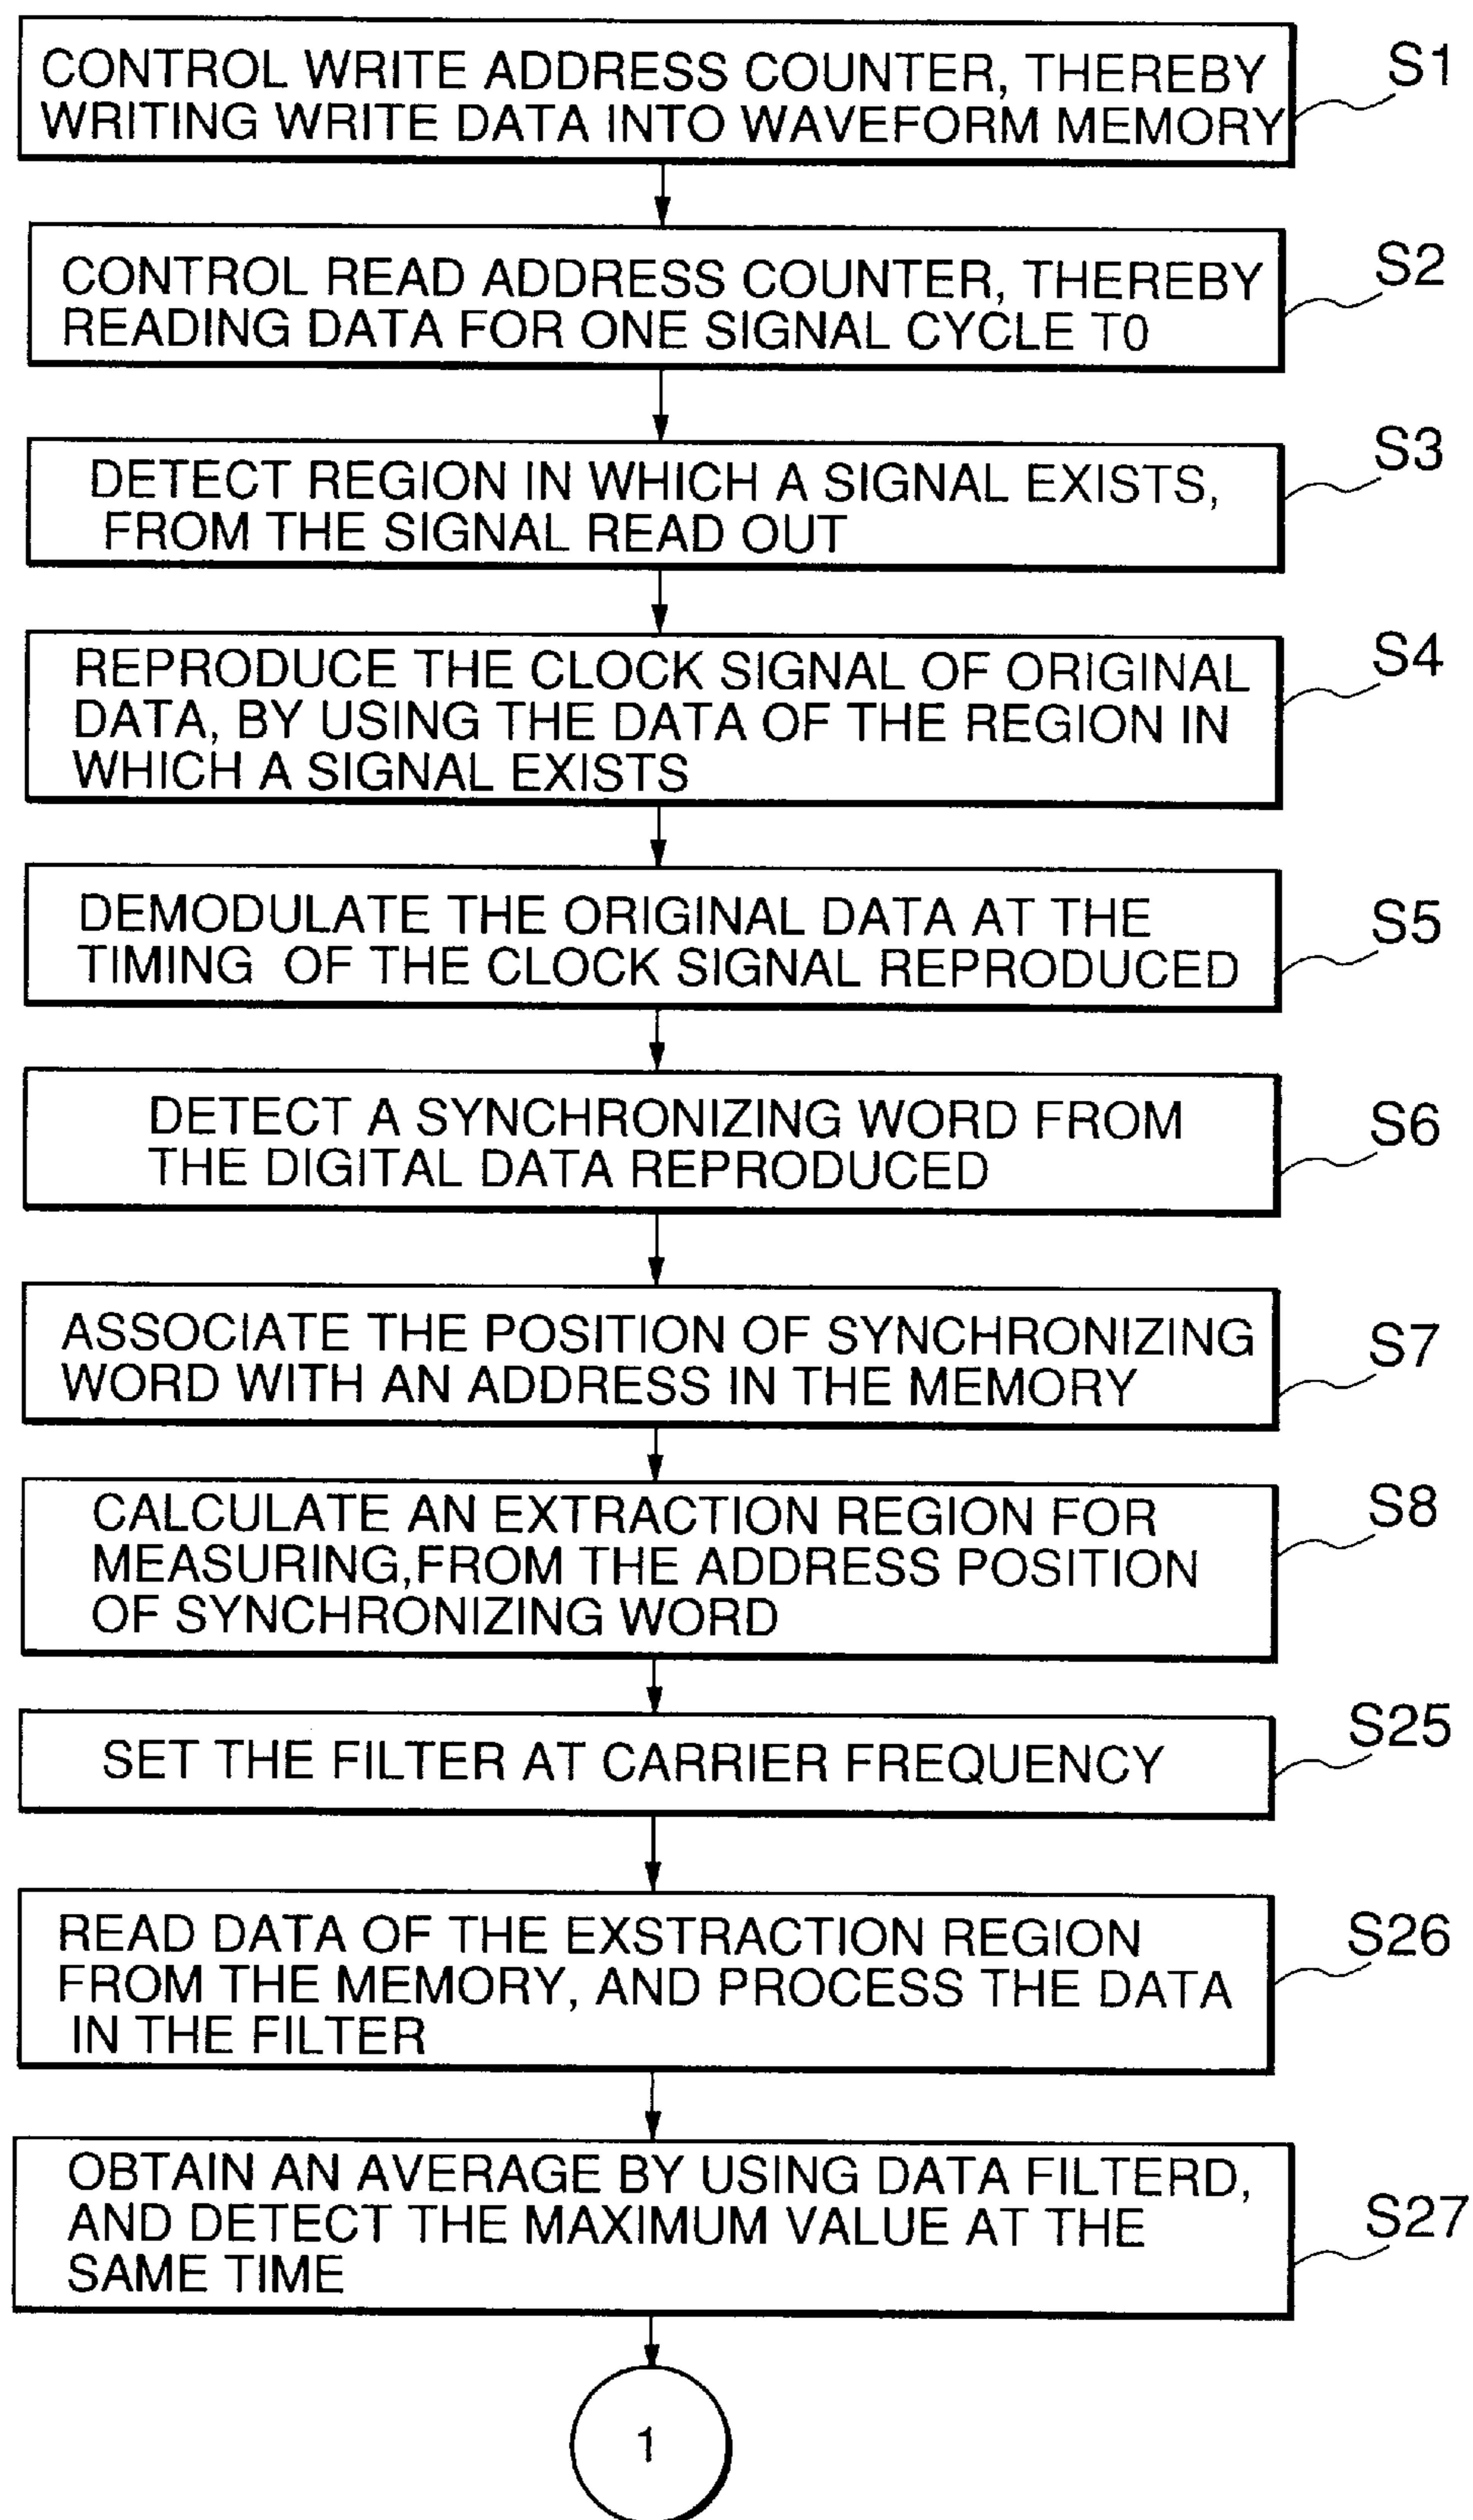 CONTROL WRITE ADDRESS COUNTER, THEREBY
WRITING WRITE DATA INTO WAVEFORM MEMORY
S1
CONTROL READ ADDRESS COUNTER, THEREBY
READING DATA FOR ONE SIGNAL CYCLE T0
S2
DETECT REGION IN WHICH A SIGNAL EXISTS,
FROM THE SIGNAL READ OUT
S3
REPRODUCE THE CLOCK SIGNAL OF ORIGINAL
DATA, BY USING THE DATA OF THE REGION IN
WHICH A SIGNAL EXISTS
S4
DEMODULATE THE ORIGINAL DATA AT THE
TIMING OF THE CLOCK SIGNAL REPRODUCED
S5
DETECT A SYNCHRONIZING WORD FROM
THE DIGITAL DATA REPRODUCED
S6
ASSOCIATE THE POSITION OF SYNCHRONIZING
WORD WITH AN ADDRESS IN THE MEMORY
S7
CALCULATE AN EXTRACTION REGION FOR
MEASURING,FROM THE ADDRESS POSITION
OF SYNCHRONIZING WORD
S8
SET THE FILTER AT CARRIER FREQUENCY
S25
READ DATA OF THE EXSTRACTION REGION
FROM THE MEMORY, AND PROCESS THE DATA
IN THE FILTER
S26
OBTAIN AN AVERAGE BY USING DATA FILTERD,
AND DETECT THE MAXIMUM VALUE AT THE
SAME TIME
S27
1